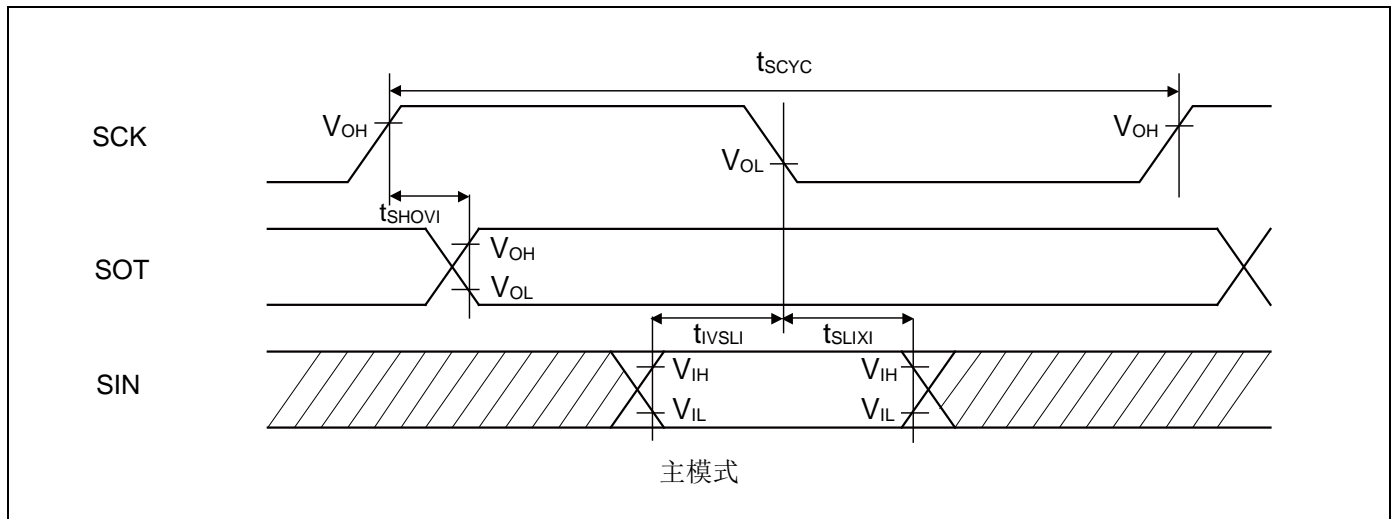 tSCYC
SCK
VOH
VOL
VOH
tSHOVI
SOT
VOH
VOL
tIVSLI
tSLIXI
SIN
VIH
VIH
VIL
VIL
主模式